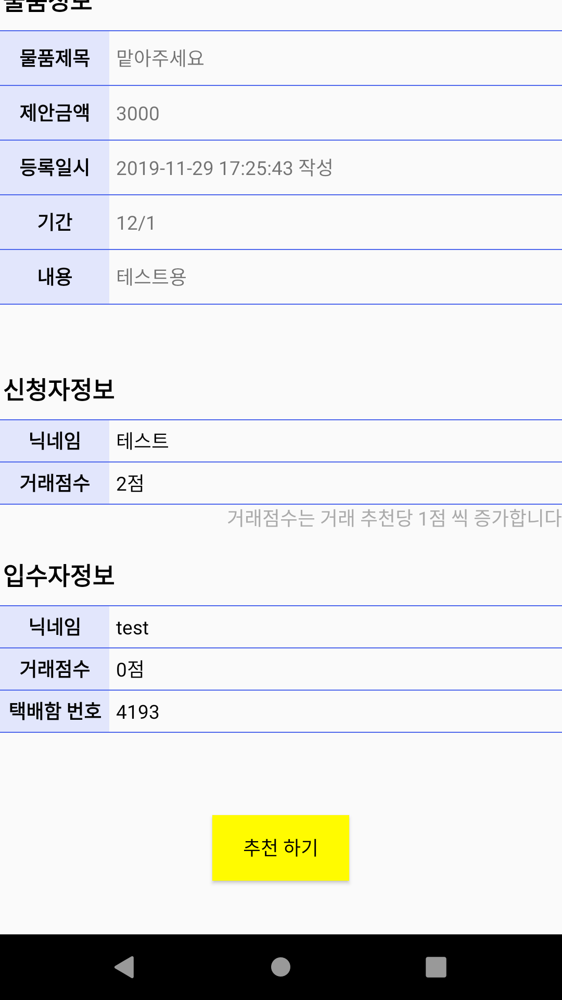 물품정보
물품제목 맡아주세요
제안금액 3000
등록일시 2019-11-29 17:25:43 작성
기간 12/1
내용 테스트용
신청자정보
닉네임 테스트
거래점수 2점
거래점수는 거래 추천당 1점 씩 증가합니다
입수자정보
닉네임 test
거래점수 0점
택배함 번호 4193
추천 하기